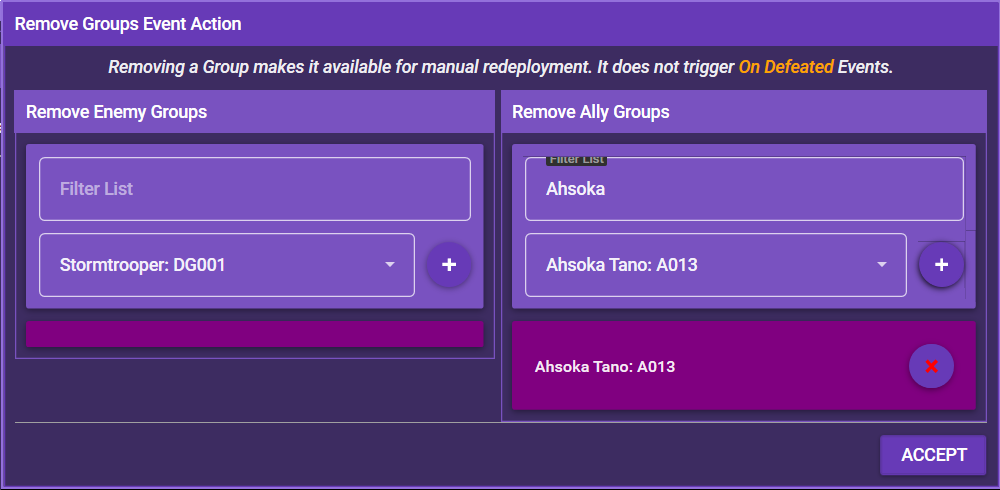 Remove Groups Event Action
Removing a Group makes it available for manual redeployment. It does not trigger On Defeated Events.
Remove Enemy Groups
Filter List
Stormtrooper: DG001
Remove Ally Groups
Filter List
Ahsoka
Ahsoka Tano: A013
Ahsoka Tano: A013
ACCEPT